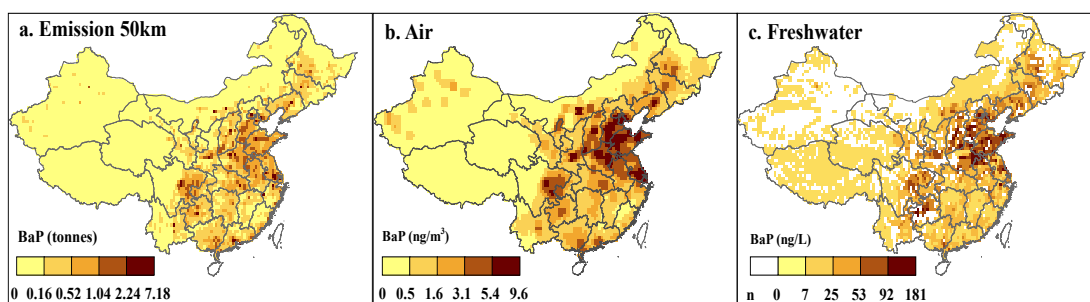 a. Emission 50km
BaP (tonnes)
0 0.16 0.52 1.04 2.24 7.18
b. Air
BaP (ng/m³)
0 0.5 1.6 3.1 5.4 9.6
c. Freshwater
BaP (ng/L)
n 0 7 25 53 92 181